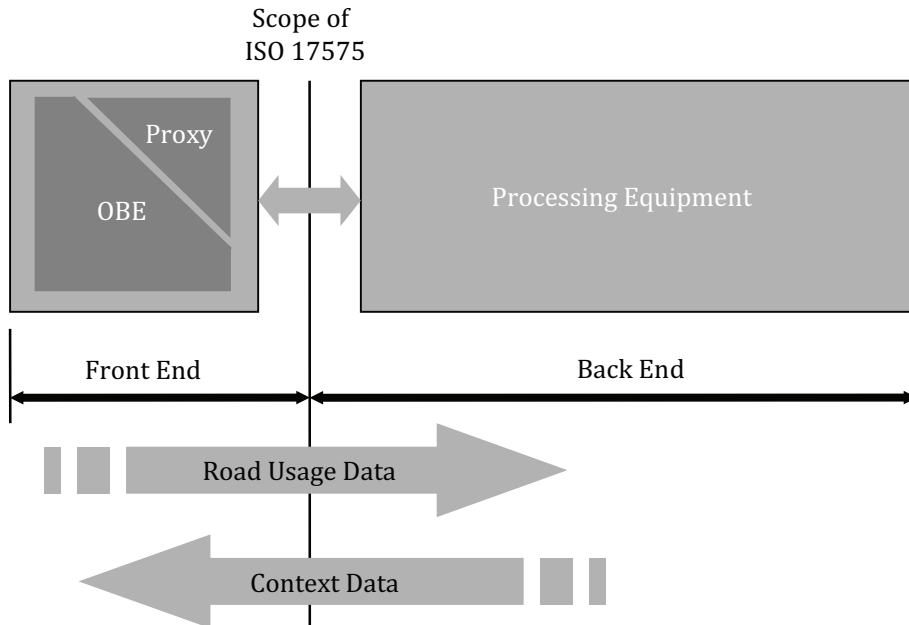 Scope of
ISO 17575
Proxy
OBE
Processing Equipment
Front End
Back End
Road Usage Data
Context Data